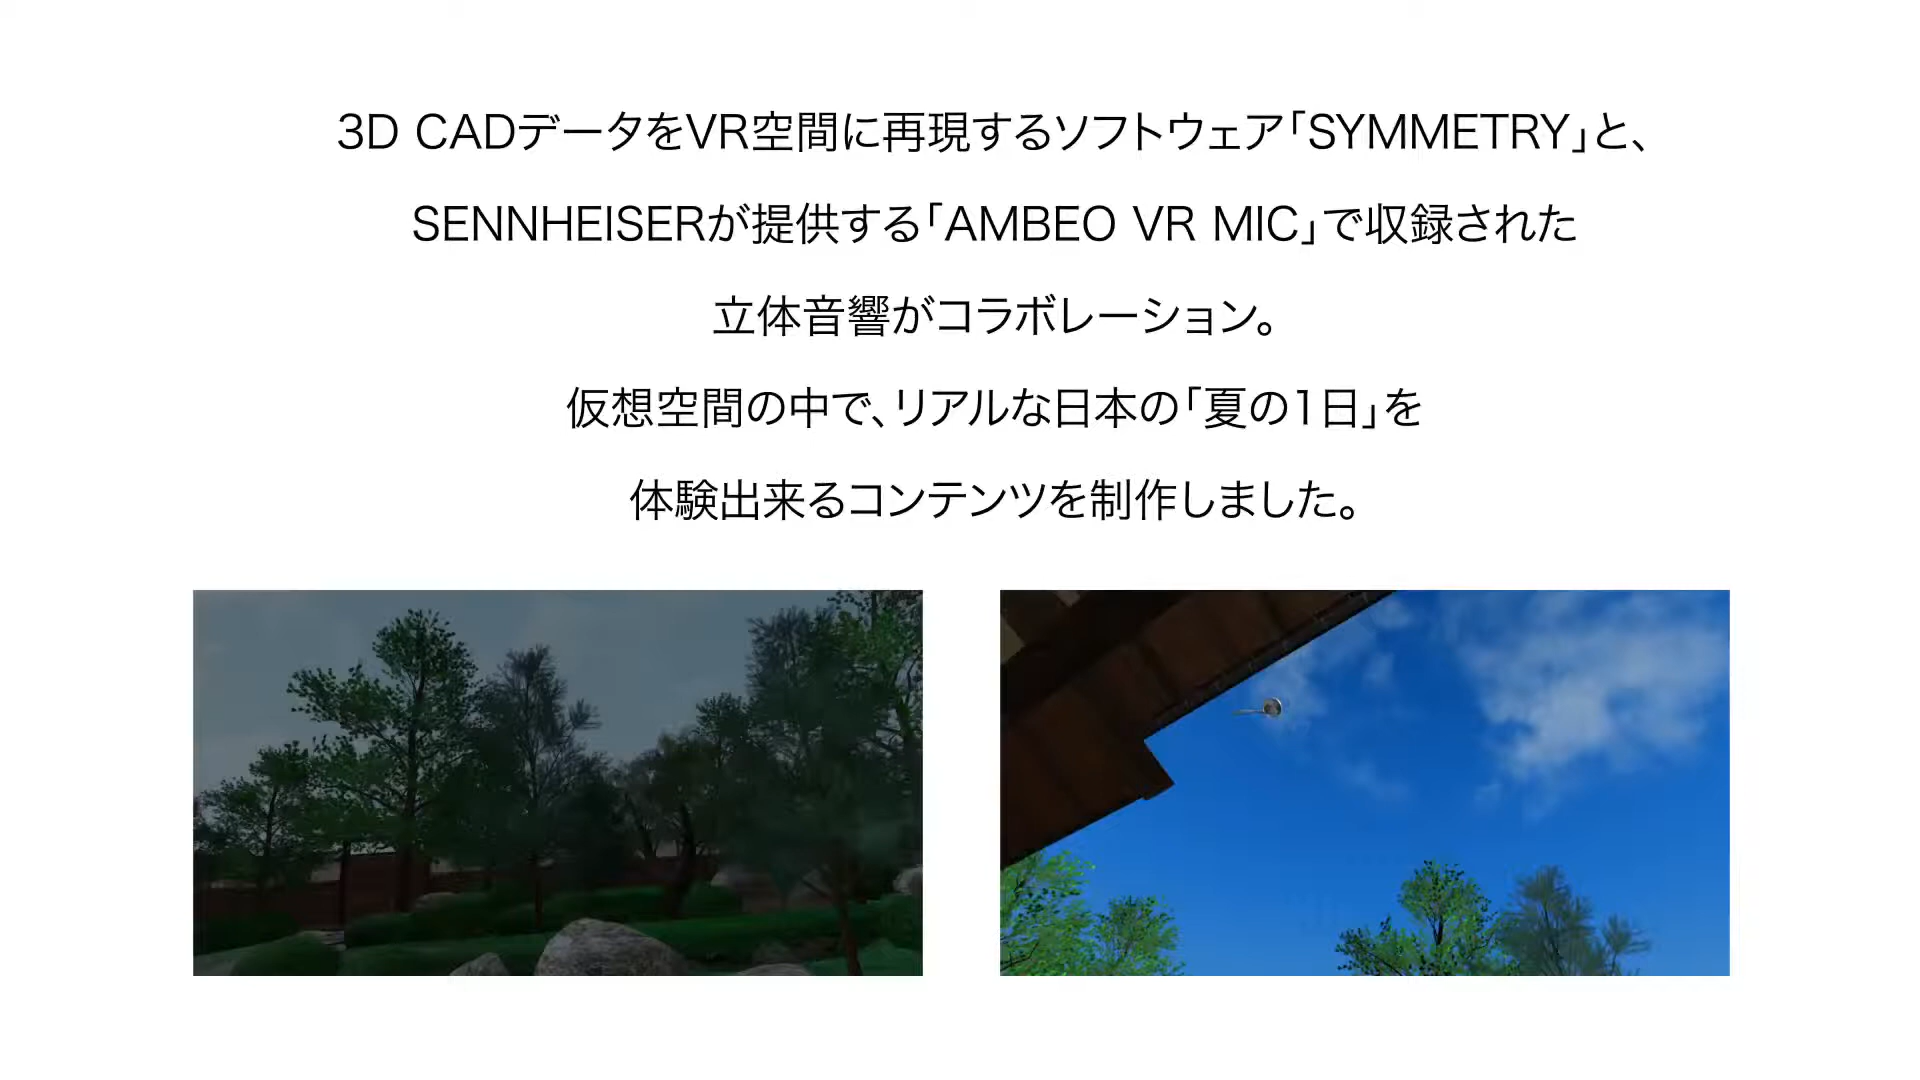 3D CADデータをVR空間に再現するソフトウェア「SYMMETRY」と、
SENNHEISERが提供する「AMBEO VR MIC」で収録された
立体音響がコラボレーション。
仮想空間の中で、リアルな日本の「夏の1日」を
体験出来るコンテンツを制作しました。